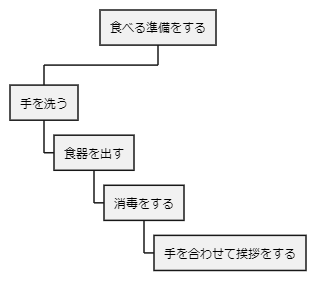 食べる準備をする
手を洗う
食器を出す
消毒をする
手を合わせて挨拶をする